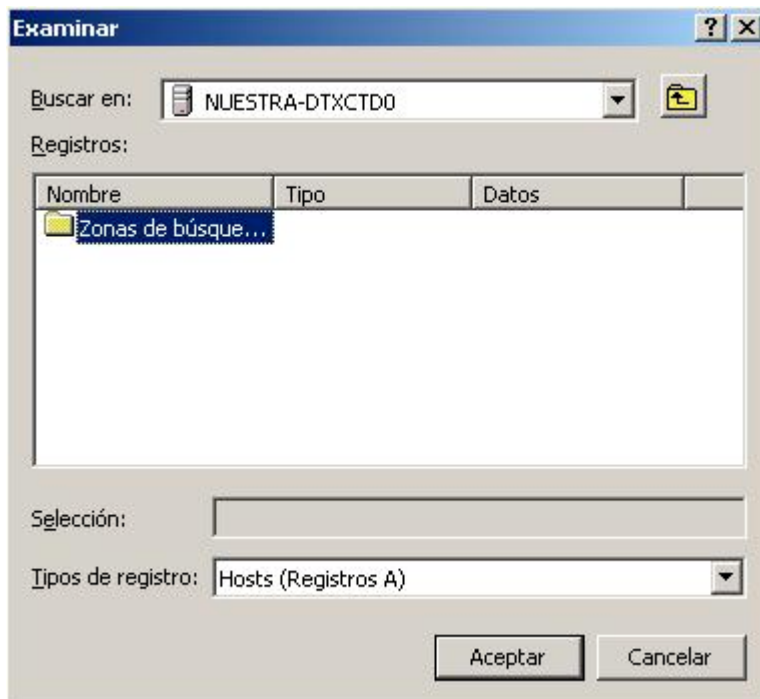 Examinar
Buscar en: NUESTRA-DTXCTD0
Registros:
Nombre Tipo Datos
Zonas de búsque...
Selección:
Tipos de registro: Hosts (Registros A)
Aceptar Cancelar